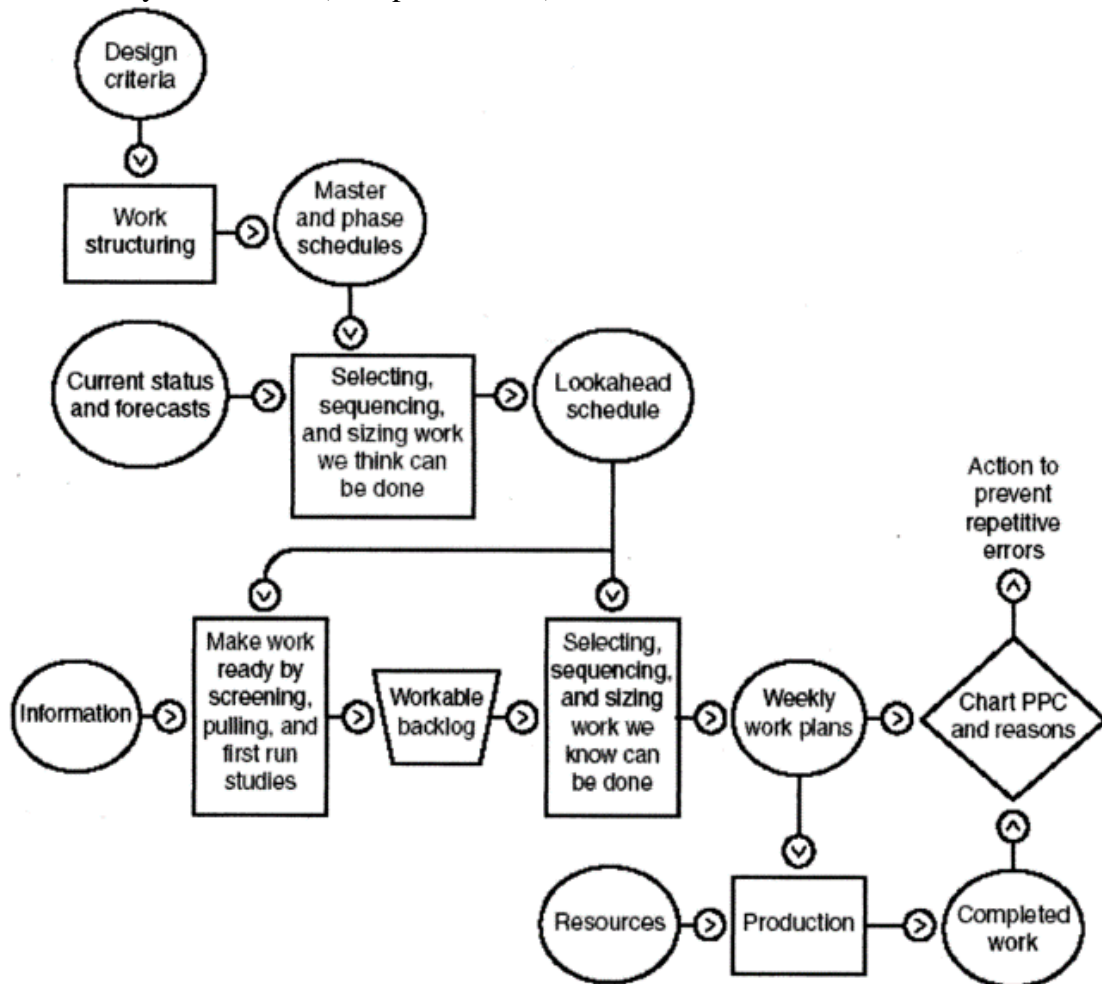 Design
criteria
Work
structuring
Master
and phase
schedules
Current status
and forecasts
Selecting,
sequencing,
and sizing work
we think can
be done
Lookahead
schedule
Action to
prevent
repetitive
errors
Information
Make work
ready by
screening,
pulling, and
first run
studies
Workable
backlog
Selecting,
sequencing,
and sizing
work we
know can
be done
Weekly
work plans
Chart PPC
and reasons
Resources
Production
Completed
work